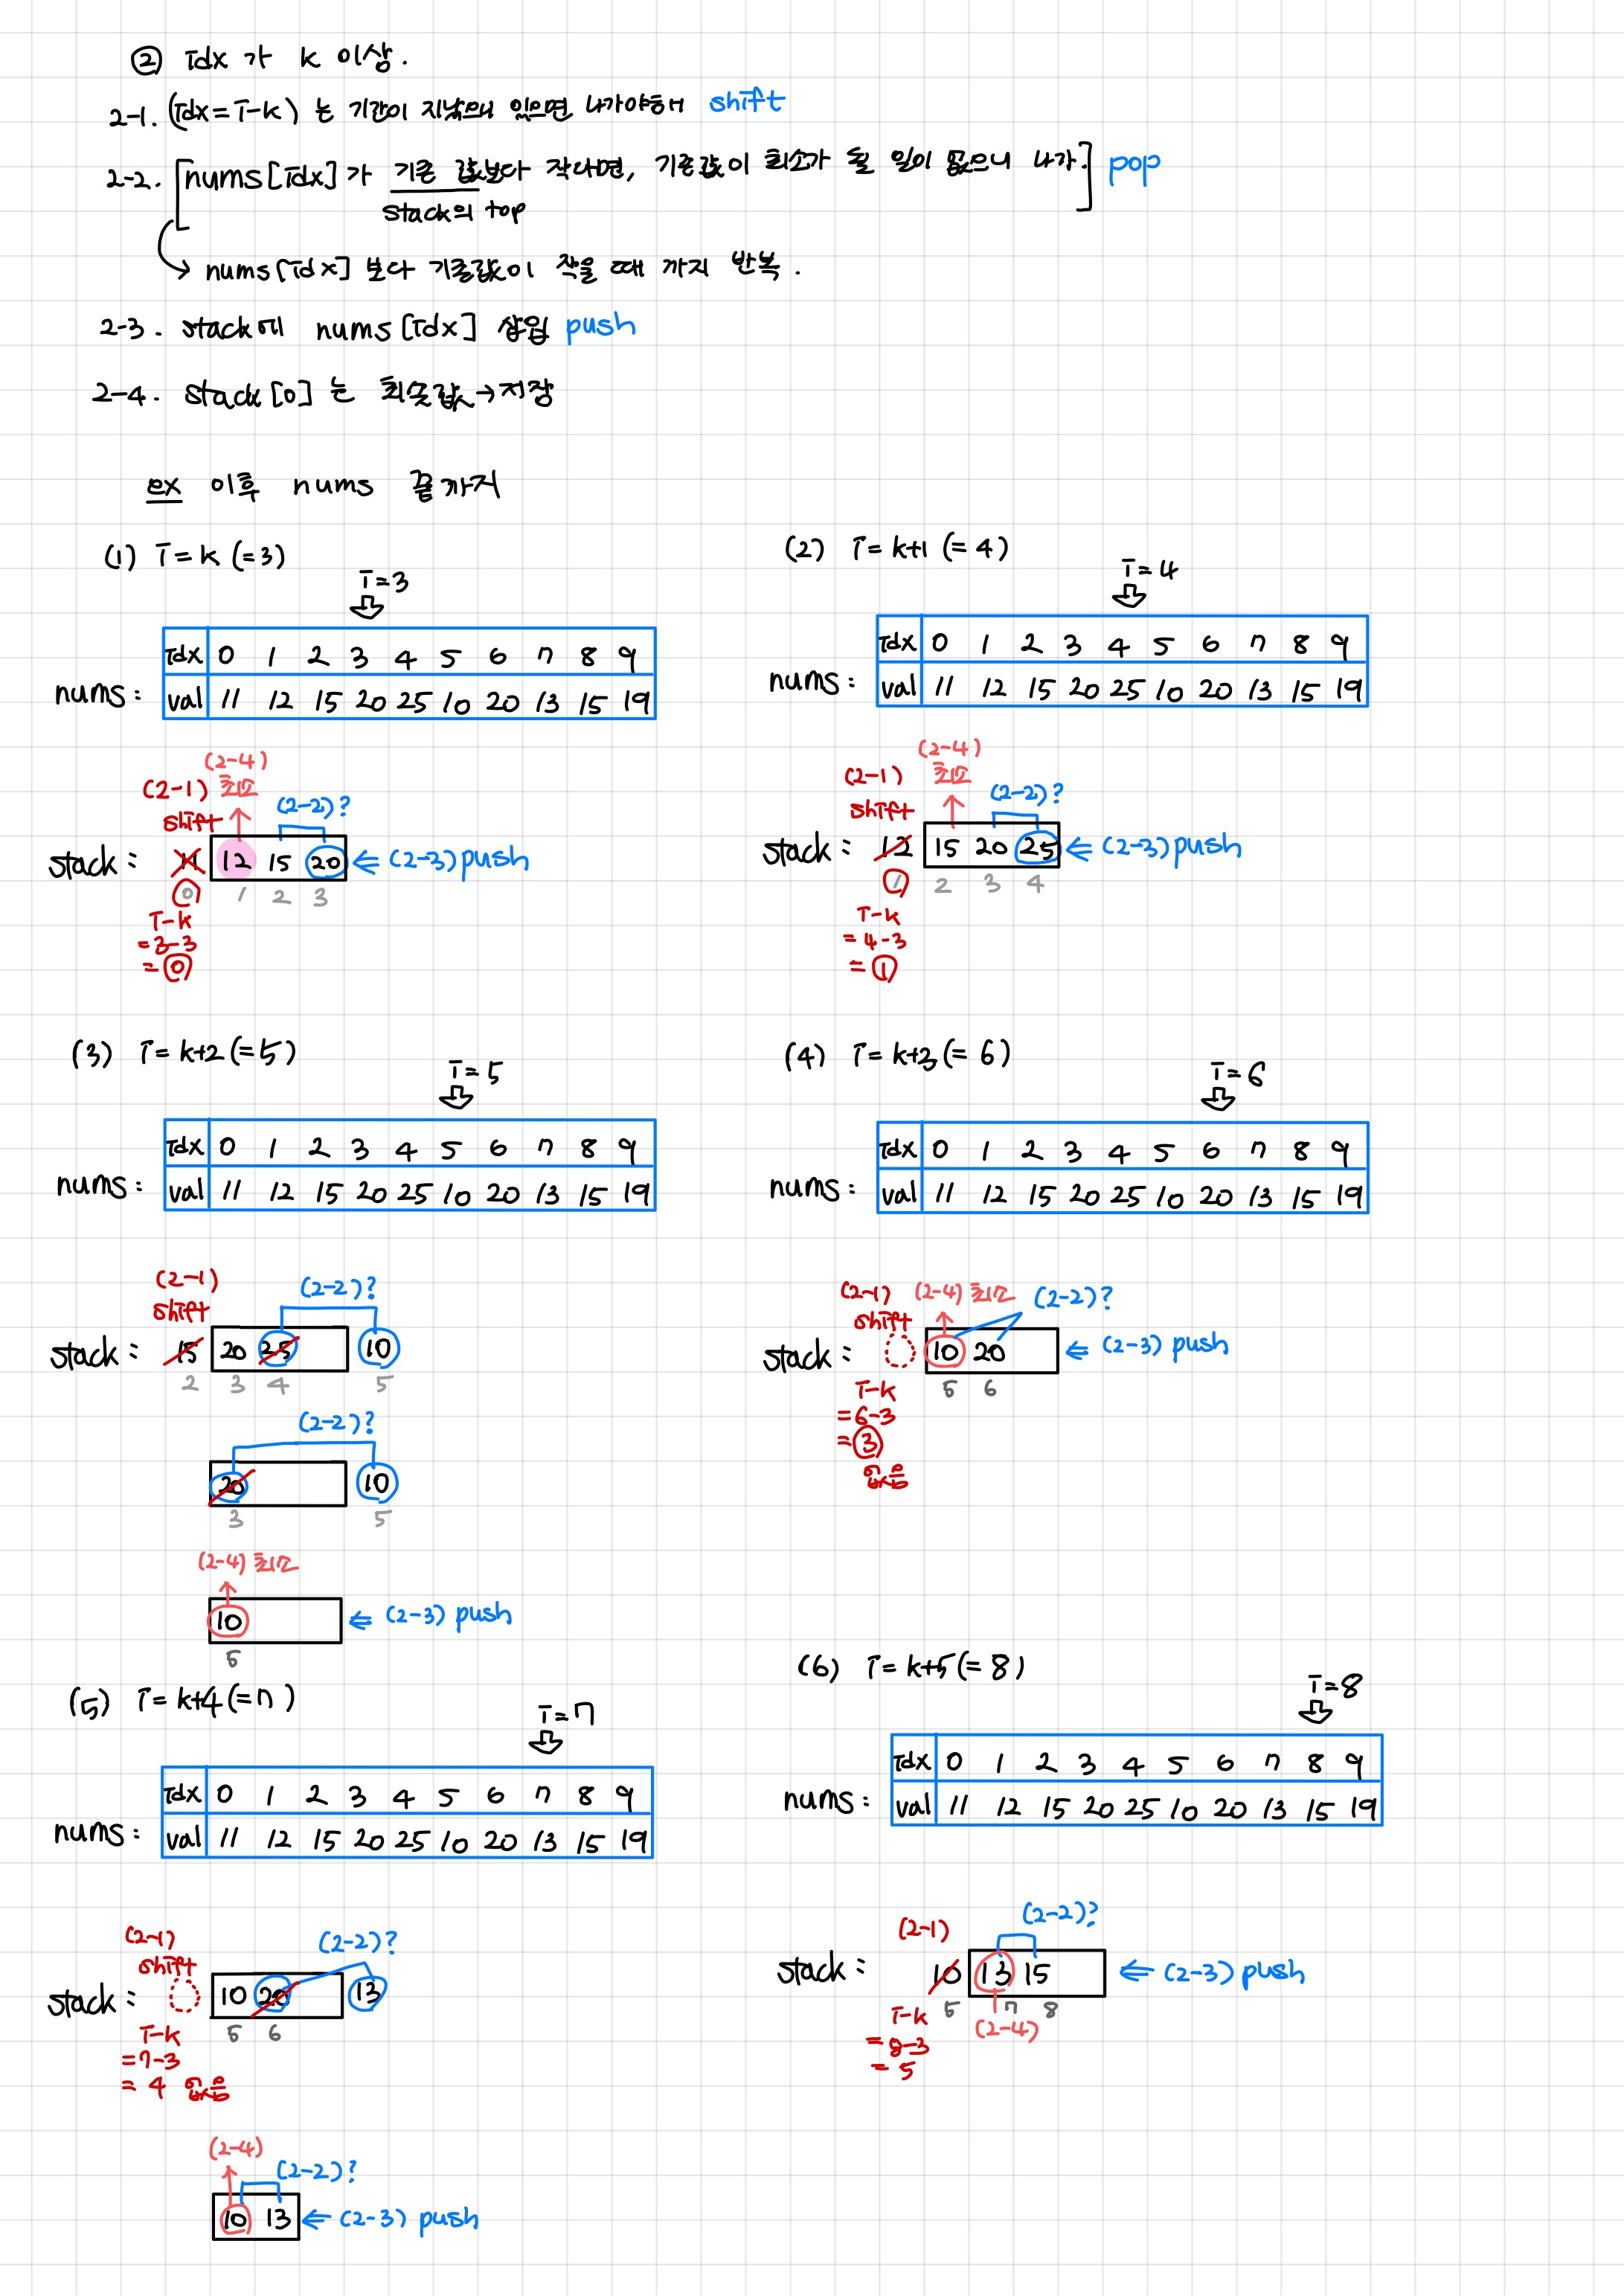 ② idx 가 k 이상.
2-1. (idx=i-k) 는 기간이 지났으니 있으면 나가야해 shift
2-2. [nums[idx] 가 기존 값보다 작다면, 기존값이 최소가 될 일이 없으니 나가.] pop
stack의 top
↳ nums[idx] 보다 기존값이 작을 때 까지 반복.
2-3. stack에 nums[idx] 삽입 push
2-4. stack[0] 는 최솟값→저장
ex 이후 nums 끝까지
(1) i=k(=3)
i=3
idx 0 1 2 3 4 5 6 7 8 9
nums: val 11 12 15 20 25 10 20 13 15 19
(2-4)
(2-1) 최소
shift (2-2)?
stack: 11 12 15 20 ⇐ (2-3) push
0 1 2 3
i-k
=3-3
=0
(2) i=k+1 (=4)
i=4
idx 0 1 2 3 4 5 6 7 8 9
nums: val 11 12 15 20 25 10 20 13 15 19
(2-4)
(2-1) 최소
shift (2-2)?
stack: 12 15 20 25 ⇐ (2-3) push
1 2 3 4
i-k
=4-3
=1
(3) i=k+2(=5)
i=5
idx 0 1 2 3 4 5 6 7 8 9
nums: val 11 12 15 20 25 10 20 13 15 19
(2-1)
shift (2-2)?
stack: 15 20 25 10
2 3 4 5
(2-2)?
20 10
3 5
(2-4) 최소
10 ⇐ (2-3) push
5
(4) i=k+3(=6)
i=6
idx 0 1 2 3 4 5 6 7 8 9
nums: val 11 12 15 20 25 10 20 13 15 19
(2-1) (2-4) 최소 (2-2)?
shift
stack: 10 20 ⇐ (2-3) push
5 6
i-k
=6-3
=3
없음
(5) i=k+4(=7)
i=7
idx 0 1 2 3 4 5 6 7 8 9
nums: val 11 12 15 20 25 10 20 13 15 19
(2-1)
shift (2-2)?
stack: 10 20 13
5 6
i-k
=7-3
=4 없음
(2-4)
(2-2)?
10 13 ⇐ (2-3) push
(6) i=k+5(=8)
i=8
idx 0 1 2 3 4 5 6 7 8 9
nums: val 11 12 15 20 25 10 20 13 15 19
(2-1) (2-2)?
stack: 10 13 15 ⇐ (2-3) push
5 7 8
(2-4)
i-k
=8-3
=5